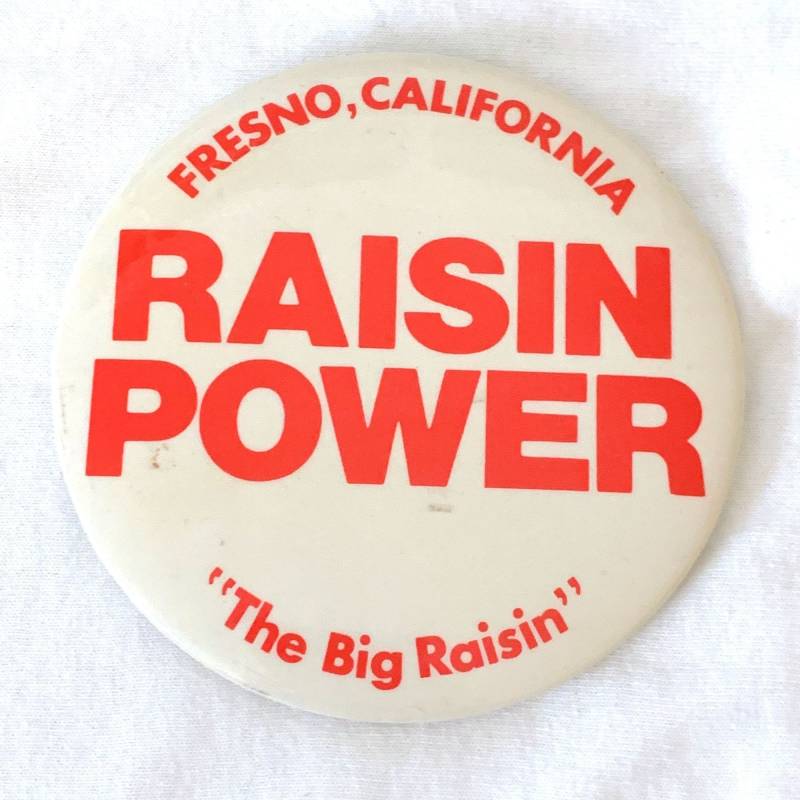 FRESNO, CALIFORNIA
RAISIN
POWER
"The Big Raisin"